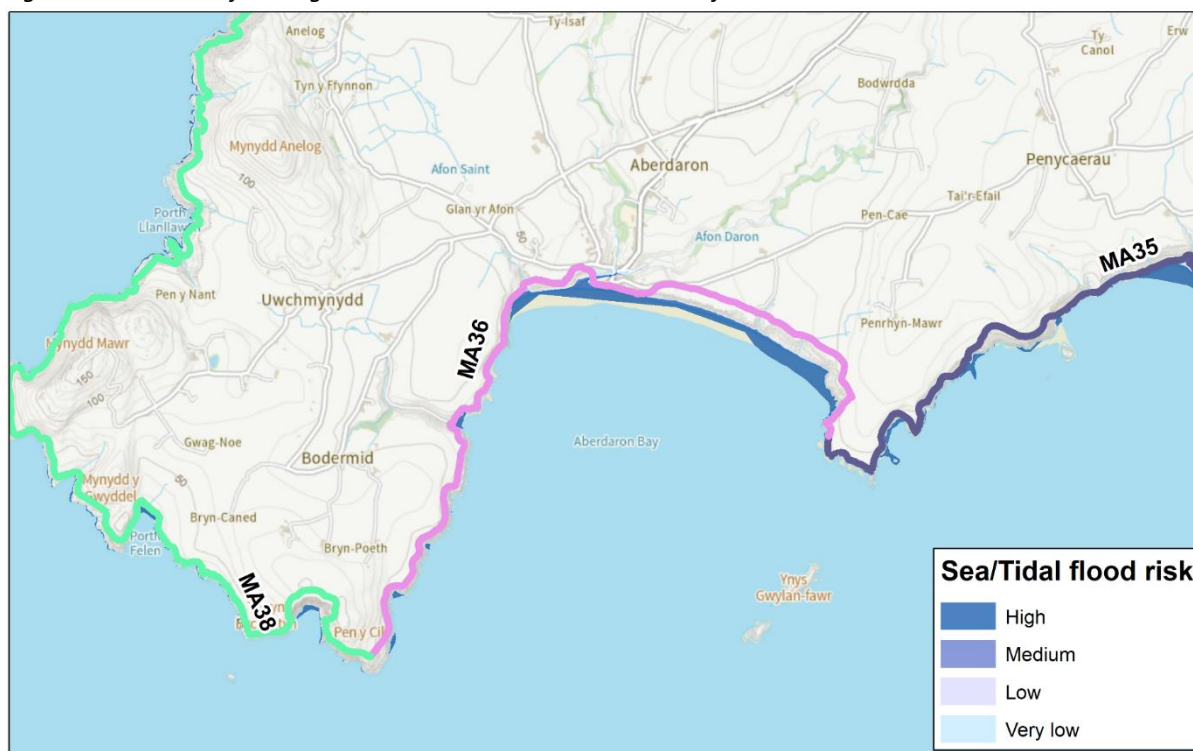 Anelog
Ty-Isaf
Ty
Canol
Erw
Tyn y Ffynnon
Bodwrdda
Mynydd Anelog
Aberdaron
Penycaerau
100
Afon Saint
Tai'r-Efail
Porth
Llanllaw
Glan yr Afon
50
Pen-Cae
Afon Daron
MA35
Pen y Nant
Uwchmynydd
Penrhyn-Mawr
MA36
Mynydd Mawr
150
100
Gwag-Noe
Aberdaron Bay
Bodermid
Mynydd y
Gwyddel
50
Bryn-Caned
Porth
Felen
Bryn-Poeth
Ynys
Gwylan-fawr
MA38
Pen y Cil
Sea/Tidal flood risk
High
Medium
Low
Very low